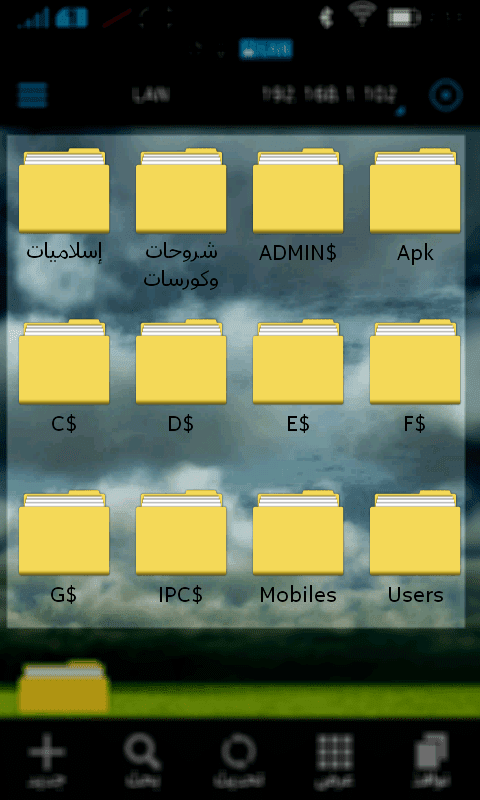 LAN
192.168.1.102
إسلاميات
شروحات
وكورسات
ADMIN$
Apk
C$
D$
E$
F$
G$
IPC$
Mobiles
Users
جديد
بحث
تحديث
عرض
نوافذ